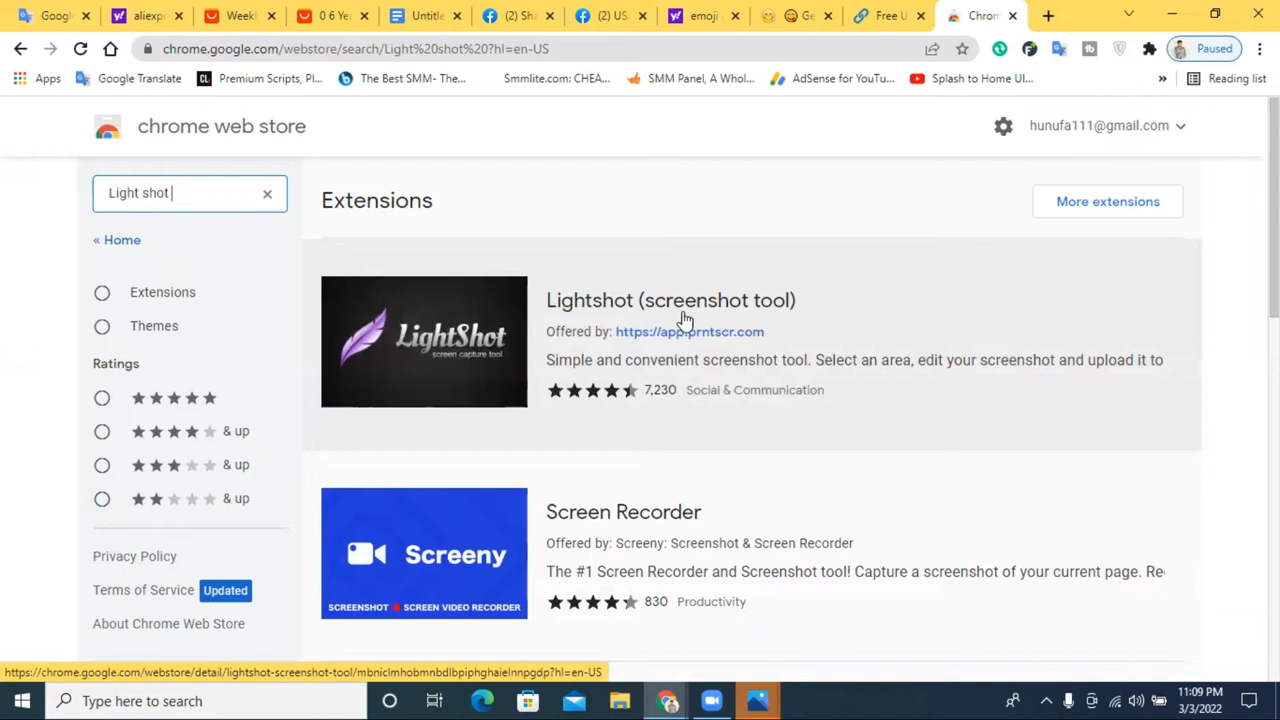 Google aliexpr Weekl 0 6 Ye Untitle (2) Sha (2) US emoji Ge Free U Chrom
chrome.google.com/webstore/search/Light%20shot%20?hl=en-US Paused
Apps Google Translate Premium Scripts, Pl... The Best SMM- The... Smmlite.com: CHEA... SMM Panel, A Whol... AdSense for YouTu... Splash to Home UI... » Reading list
chrome web store hunufa111@gmail.com
Light shot
« Home
Extensions
Themes
Ratings
& up
& up
& up
Privacy Policy
Terms of Service Updated
About Chrome Web Store
Extensions More extensions
LightShot
screen capture tool
Lightshot (screenshot tool)
Offered by: https://app.prntscr.com
Simple and convenient screenshot tool. Select an area, edit your screenshot and upload it to
7,230 Social & Communication
Screeny
SCREENSHOT SCREEN VIDEO RECORDER
Screen Recorder
Offered by: Screeny: Screenshot & Screen Recorder
The #1 Screen Recorder and Screenshot tool! Capture a screenshot of your current page. Re
830 Productivity
https://chrome.google.com/webstore/detail/lightshot-screenshot-tool/mbniclmhobmnbdlbpiphghaielnnpgdp?hl=en-US
Type here to search
11:09 PM
3/3/2022